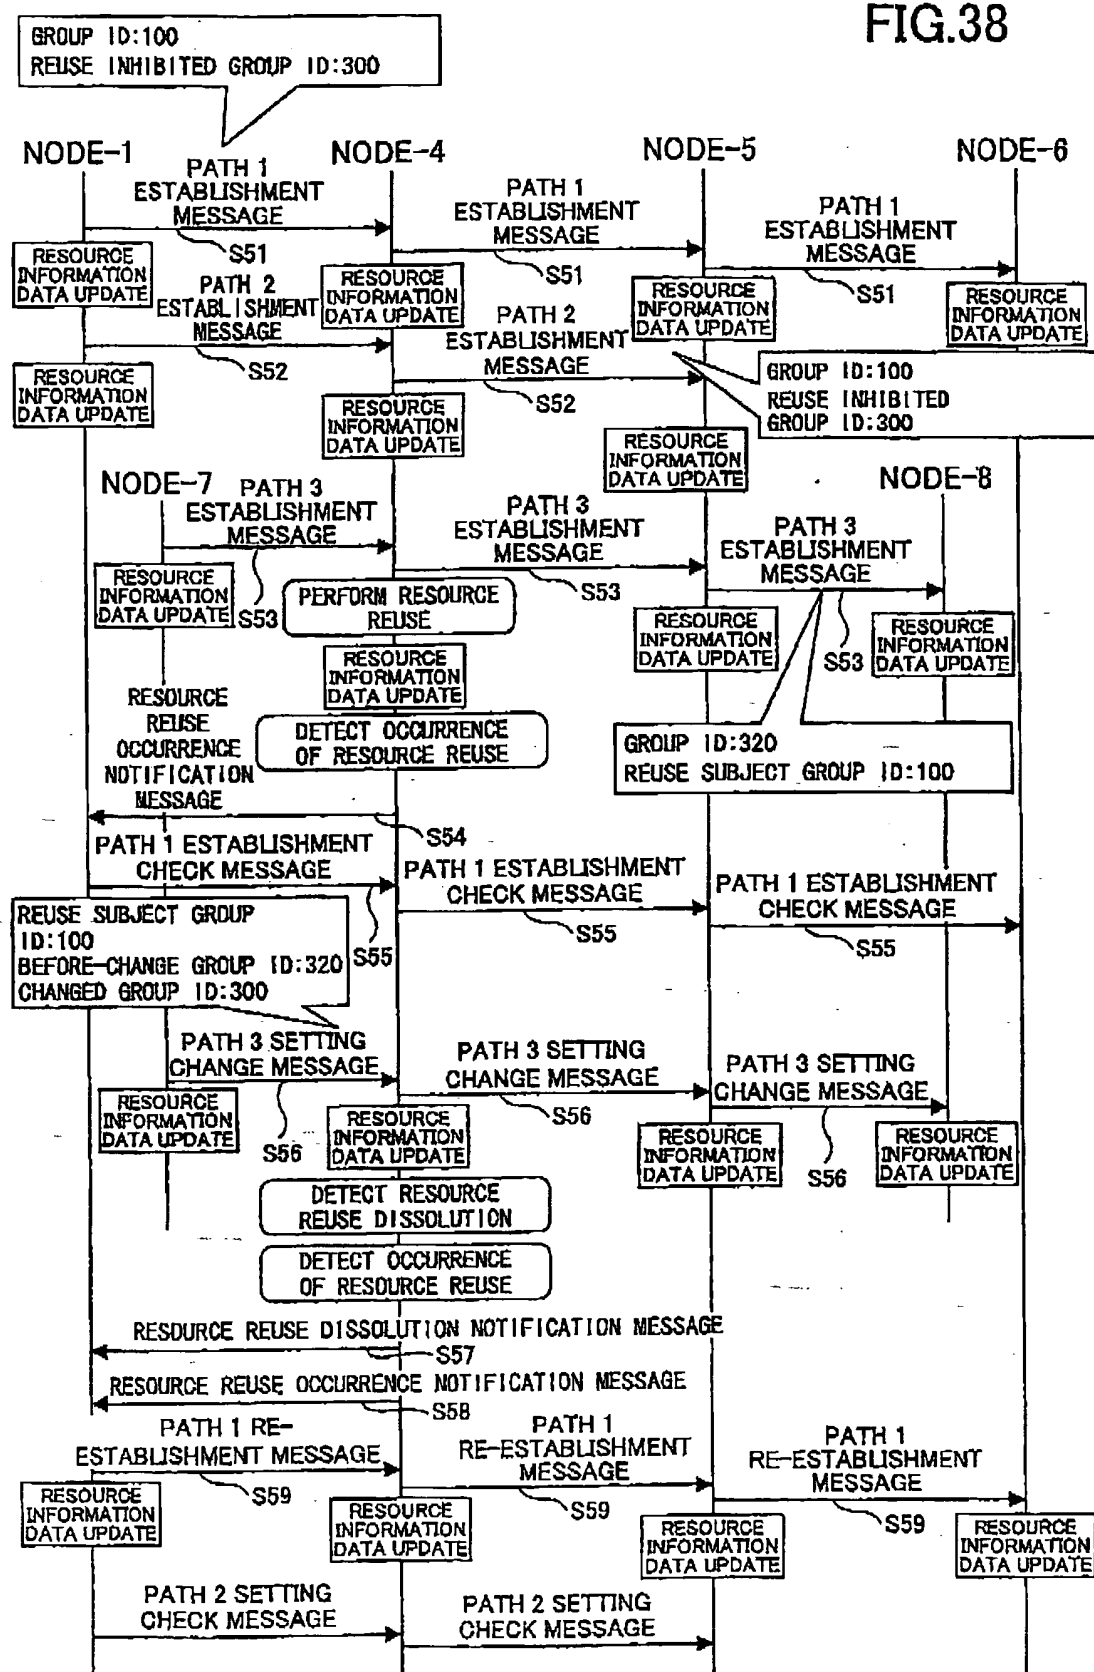 FIG.38
GROUP ID:100
REUSE INHIBITED GROUP ID:300
NODE-1
NODE-4
NODE-5
NODE-6
PATH 1
ESTABLISHMENT
MESSAGE
S51
PATH 1
ESTABLISHMENT
MESSAGE
S51
PATH 1
ESTABLISHMENT
MESSAGE
S51
RESOURCE
INFORMATION
DATA UPDATE
RESOURCE
INFORMATION
DATA UPDATE
RESOURCE
INFORMATION
DATA UPDATE
RESOURCE
INFORMATION
DATA UPDATE
PATH 2
ESTABLISHMENT
MESSAGE
S52
PATH 2
ESTABLISHMENT
MESSAGE
S52
GROUP ID:100
REUSE INHIBITED
GROUP ID:300
RESOURCE
INFORMATION
DATA UPDATE
RESOURCE
INFORMATION
DATA UPDATE
RESOURCE
INFORMATION
DATA UPDATE
NODE-7
NODE-8
PATH 3
ESTABLISHMENT
MESSAGE
S53
PATH 3
ESTABLISHMENT
MESSAGE
S53
PATH 3
ESTABLISHMENT
MESSAGE
S53
RESOURCE
INFORMATION
DATA UPDATE
PERFORM RESOURCE
REUSE
RESOURCE
INFORMATION
DATA UPDATE
RESOURCE
INFORMATION
DATA UPDATE
RESOURCE
INFORMATION
DATA UPDATE
DETECT OCCURRENCE
OF RESOURCE REUSE
GROUP ID:320
REUSE SUBJECT GROUP ID:100
RESOURCE
REUSE
OCCURRENCE
NOTIFICATION
MESSAGE
S54
PATH 1 ESTABLISHMENT
CHECK MESSAGE
S55
PATH 1 ESTABLISHMENT
CHECK MESSAGE
S55
PATH 1 ESTABLISHMENT
CHECK MESSAGE
S55
REUSE SUBJECT GROUP
ID:100
BEFORE-CHANGE GROUP ID:320
CHANGED GROUP ID:300
PATH 3 SETTING
CHANGE MESSAGE
S56
PATH 3 SETTING
CHANGE MESSAGE
S56
PATH 3 SETTING
CHANGE MESSAGE
S56
RESOURCE
INFORMATION
DATA UPDATE
RESOURCE
INFORMATION
DATA UPDATE
RESOURCE
INFORMATION
DATA UPDATE
RESOURCE
INFORMATION
DATA UPDATE
DETECT RESOURCE
REUSE DISSOLUTION
DETECT OCCURRENCE
OF RESOURCE REUSE
RESOURCE REUSE DISSOLUTION NOTIFICATION MESSAGE
S57
RESOURCE REUSE OCCURRENCE NOTIFICATION MESSAGE
S58
PATH 1 RE-
ESTABLISHMENT MESSAGE
S59
PATH 1
RE-ESTABLISHMENT
MESSAGE
S59
PATH 1
RE-ESTABLISHMENT
MESSAGE
S59
RESOURCE
INFORMATION
DATA UPDATE
RESOURCE
INFORMATION
DATA UPDATE
RESOURCE
INFORMATION
DATA UPDATE
RESOURCE
INFORMATION
DATA UPDATE
PATH 2 SETTING
CHECK MESSAGE
PATH 2 SETTING
CHECK MESSAGE